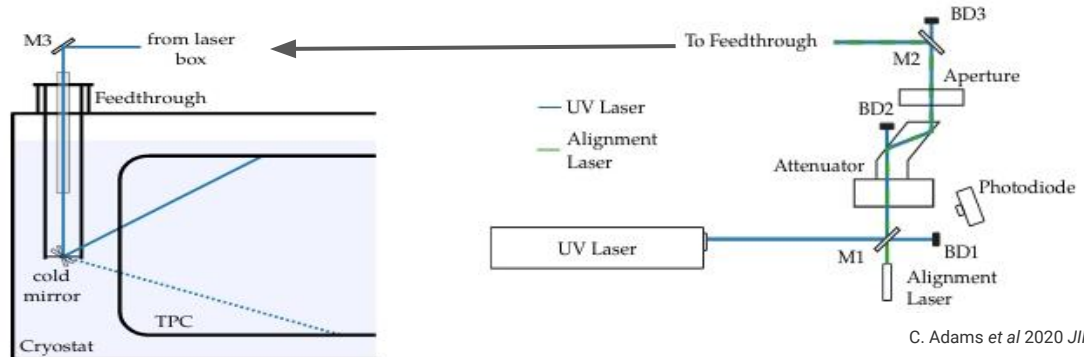 M3
from laser
box
Feedthrough
cold
mirror
TPC
Cryostat
To Feedthrough
BD3
M2
Aperture
UV Laser
Alignment
Laser
BD2
Attenuator
Photodiode
UV Laser
M1
BD1
Alignment
Laser
C. Adams et al 2020